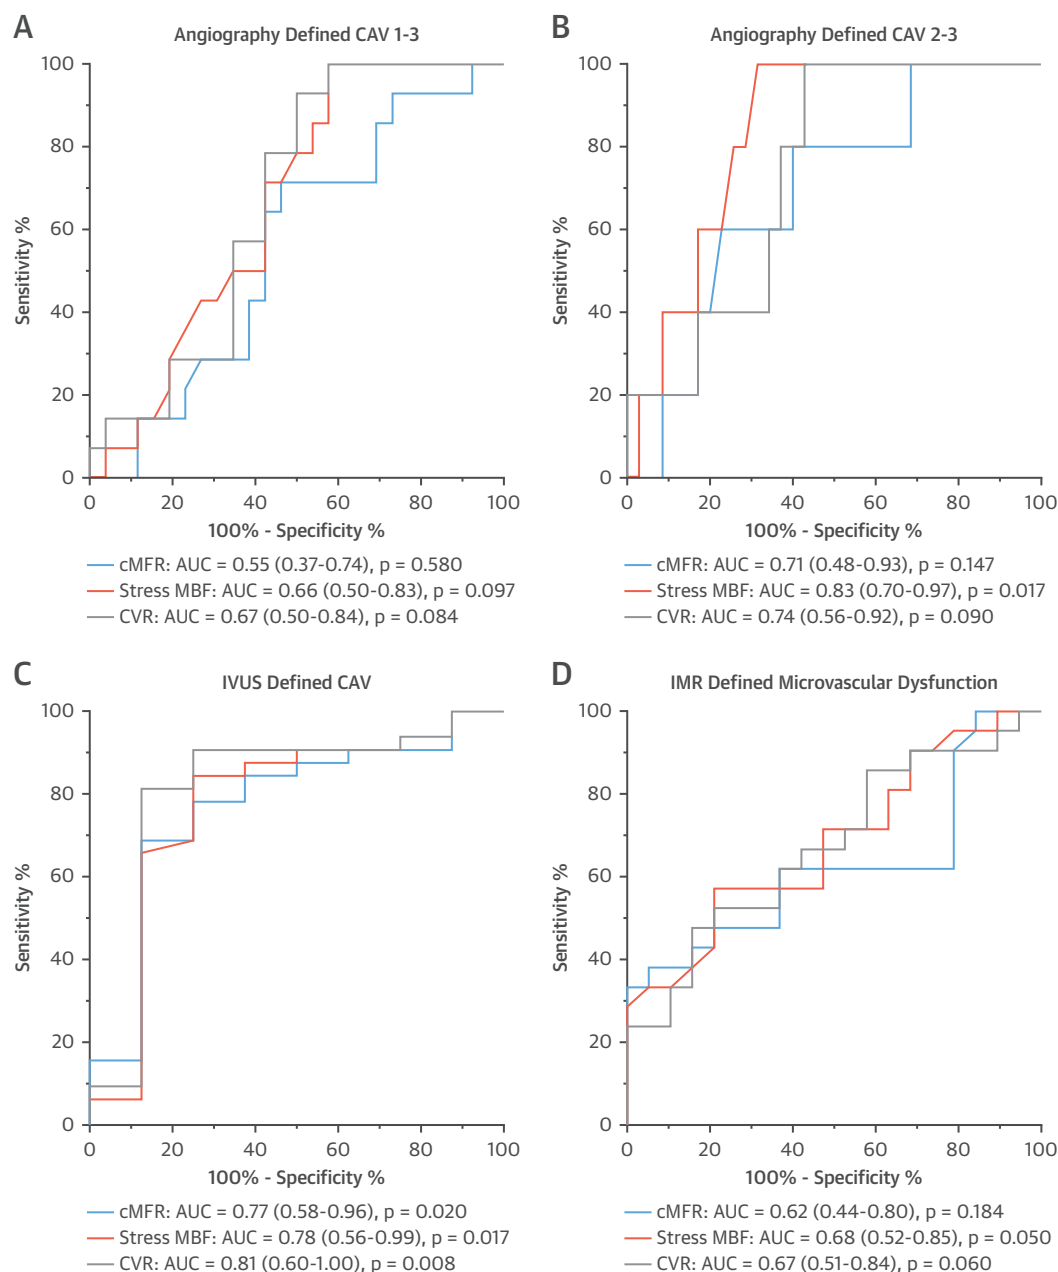 A
Angiography Defined CAV 1-3
100
80
60
40
20
0
Sensitivity %
0 20 40 60 80 100
100% - Specificity %
cMFR: AUC = 0.55 (0.37-0.74), p = 0.580
Stress MBF: AUC = 0.66 (0.50-0.83), p = 0.097
CVR: AUC = 0.67 (0.50-0.84), p = 0.084
B
Angiography Defined CAV 2-3
100
80
60
40
20
0
Sensitivity %
0 20 40 60 80 100
100% - Specificity %
cMFR: AUC = 0.71 (0.48-0.93), p = 0.147
Stress MBF: AUC = 0.83 (0.70-0.97), p = 0.017
CVR: AUC = 0.74 (0.56-0.92), p = 0.090
C
IVUS Defined CAV
100
80
60
40
20
0
Sensitivity %
0 20 40 60 80 100
100% - Specificity %
cMFR: AUC = 0.77 (0.58-0.96), p = 0.020
Stress MBF: AUC = 0.78 (0.56-0.99), p = 0.017
CVR: AUC = 0.81 (0.60-1.00), p = 0.008
D
IMR Defined Microvascular Dysfunction
100
80
60
40
20
0
Sensitivity %
0 20 40 60 80 100
100% - Specificity %
cMFR: AUC = 0.62 (0.44-0.80), p = 0.184
Stress MBF: AUC = 0.68 (0.52-0.85), p = 0.050
CVR: AUC = 0.67 (0.51-0.84), p = 0.060